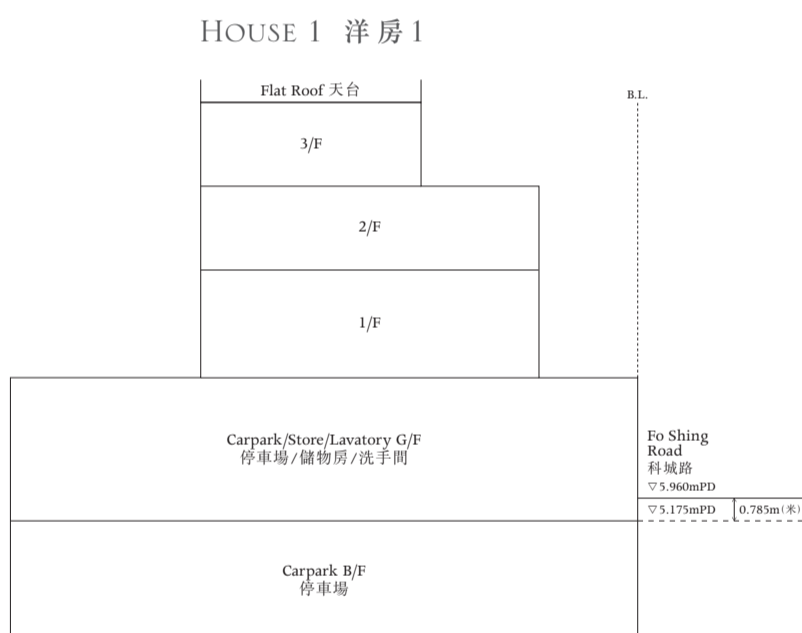 HOUSE 1 洋房1
Flat Roof 天台
B.L.
3/F
2/F
1/F
Carpark/Store/Lavatory G/F
停車場/儲物房/洗手間
Fo Shing
Road
科城路
▽5.960mPD
▽5.175mPD
0.785m(米)
Carpark B/F
停車場